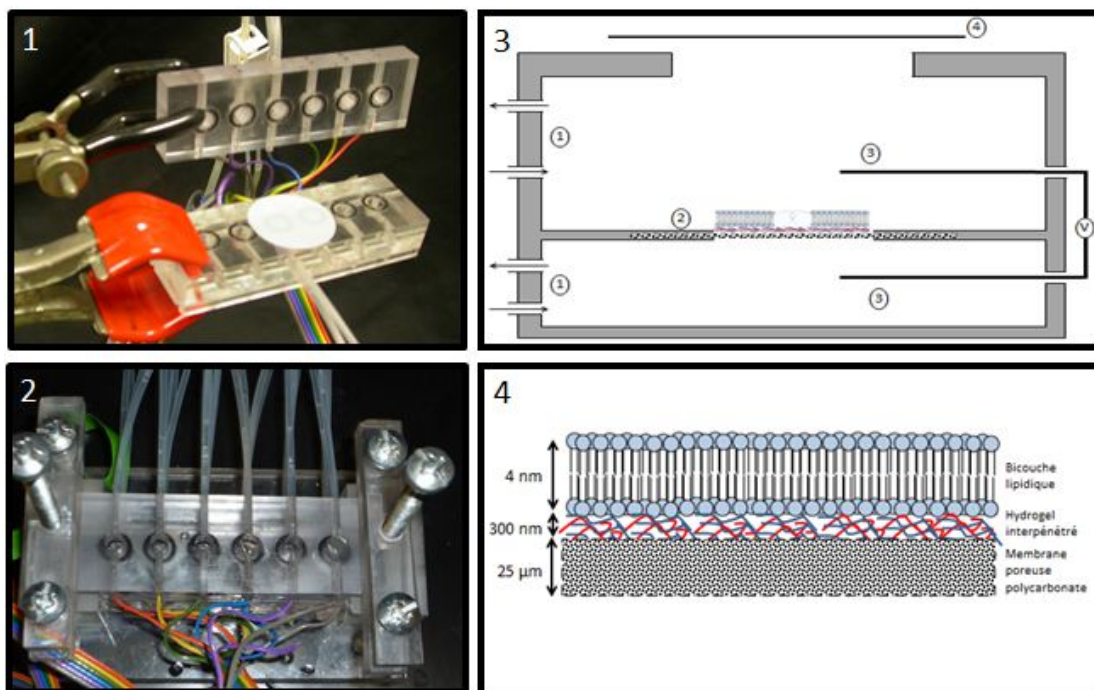 1
3
4
1
3
2
V
1
3
2
4
4 nm
Bicouche
lipidique
300 nm
Hydrogel
interpénétré
25 µm
Membrane
poreuse
polycarbonate